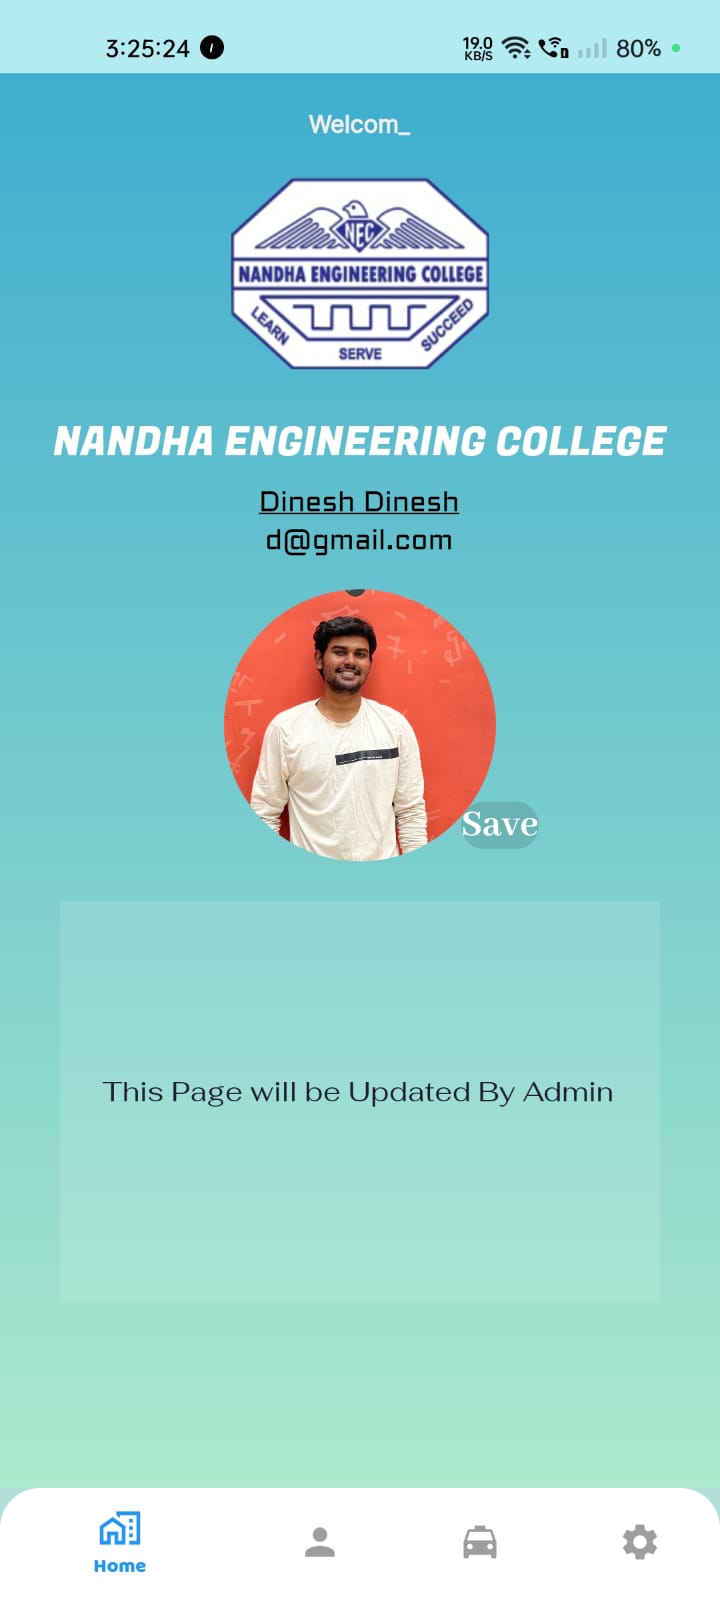 3:25:24
19.0
KB/S
80%
Welcom_
NEC
NANDHA ENGINEERING COLLEGE
LEARN
SERVE
SUCCEED
NANDHA ENGINEERING COLLEGE
Dinesh Dinesh
d@gmail.com
Save
This Page will be Updated By Admin
Home